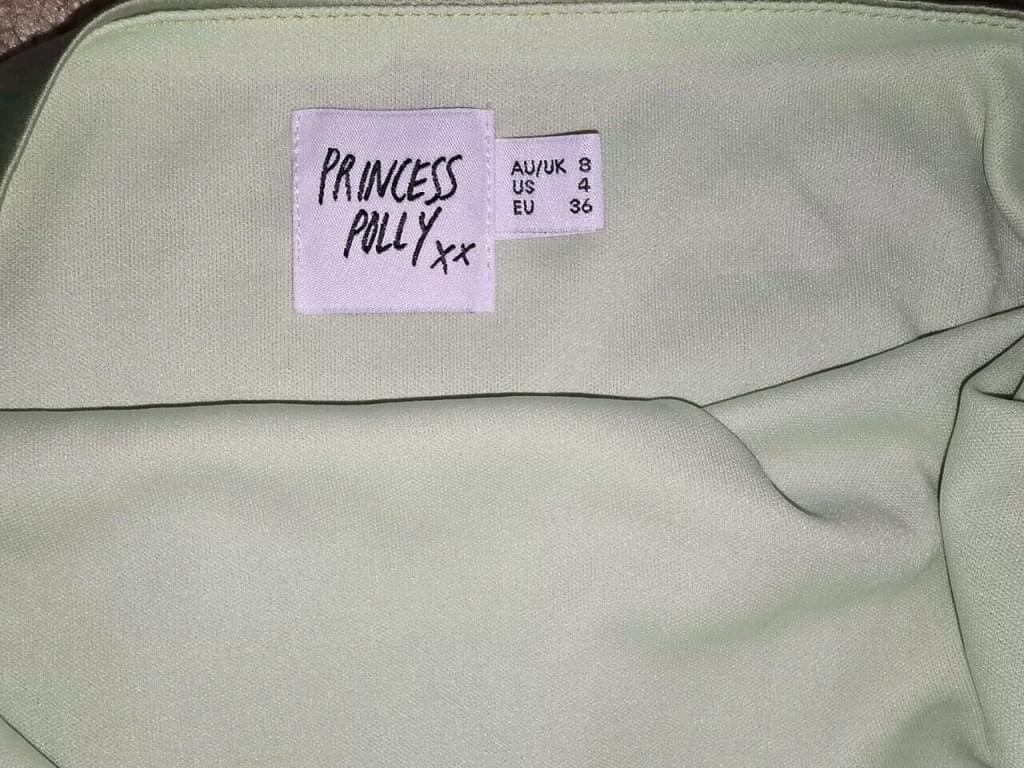 PRINCESS
POLLY xx
AU/UK 8
US 4
EU 36